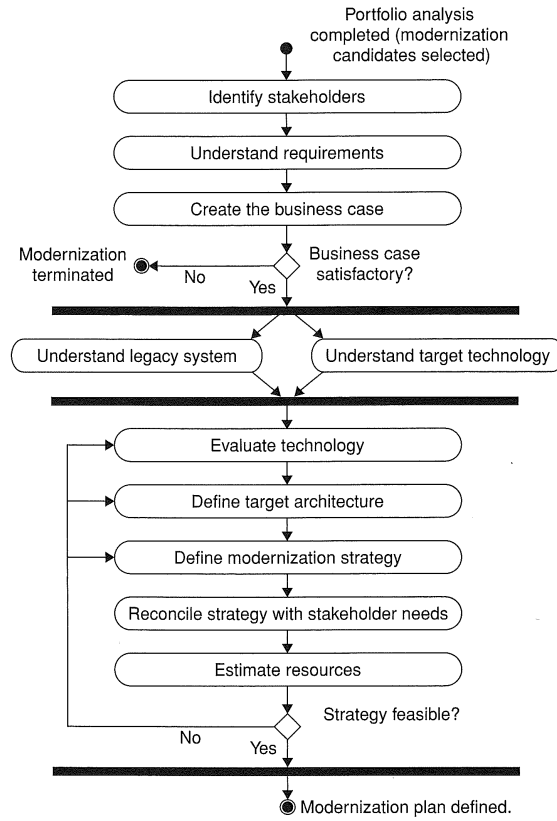 Portfolio analysis
completed (modernization
candidates selected)
Identify stakeholders
Understand requirements
Create the business case
Modernization
terminated
No
Business case
satisfactory?
Yes
Understand legacy system
Understand target technology
Evaluate technology
Define target architecture
Define modernization strategy
Reconcile strategy with stakeholder needs
Estimate resources
Strategy feasible?
No
Yes
Modernization plan defined.